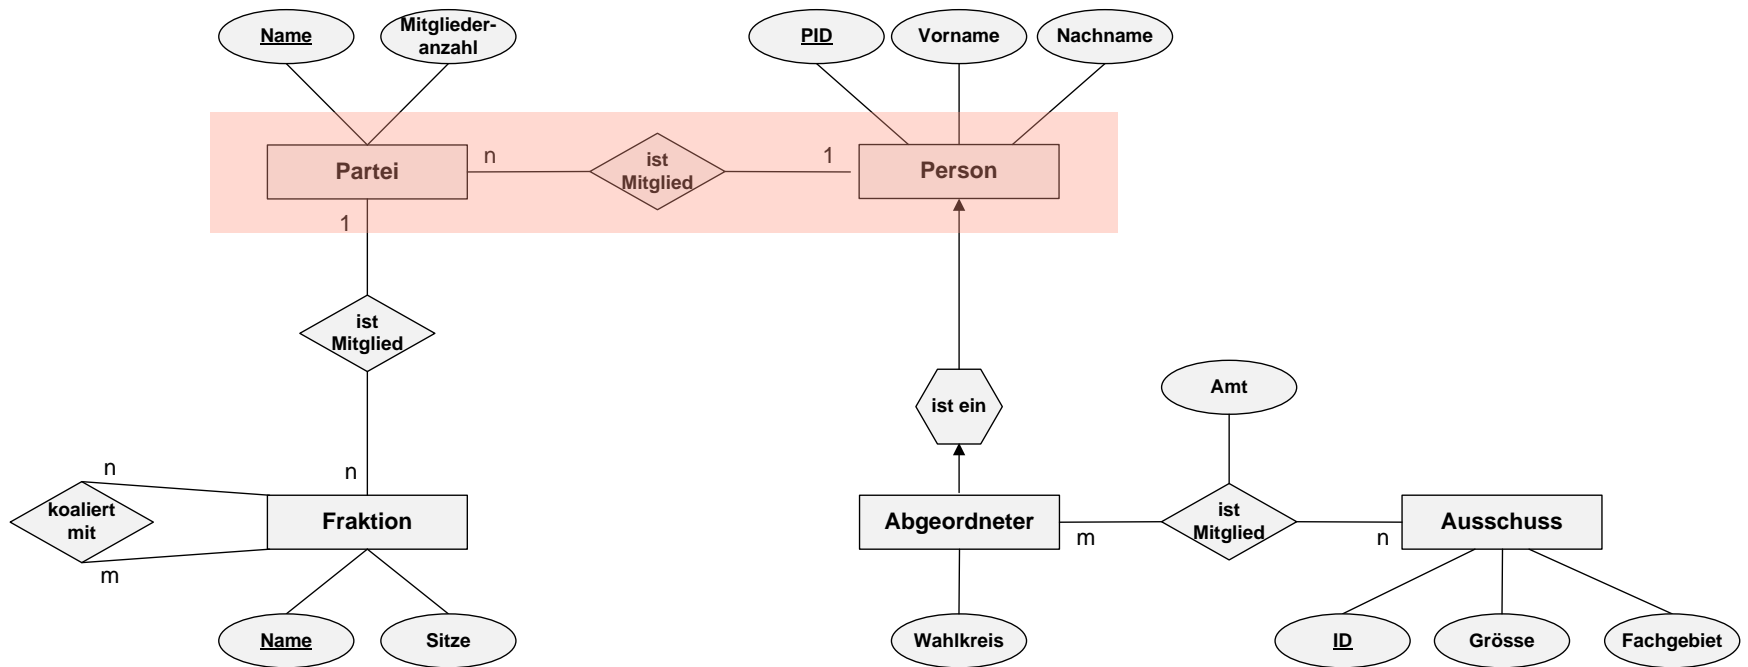 Name
Mitglieder-
anzahl
PID
Vorname
Nachname
Partei
n
ist
Mitglied
1
Person
1
ist
Mitglied
n
ist ein
Amt
koaliert
mit
n
m
Fraktion
Abgeordneter
m
ist
Mitglied
n
Ausschuss
Name
Sitze
Wahlkreis
ID
Grösse
Fachgebiet